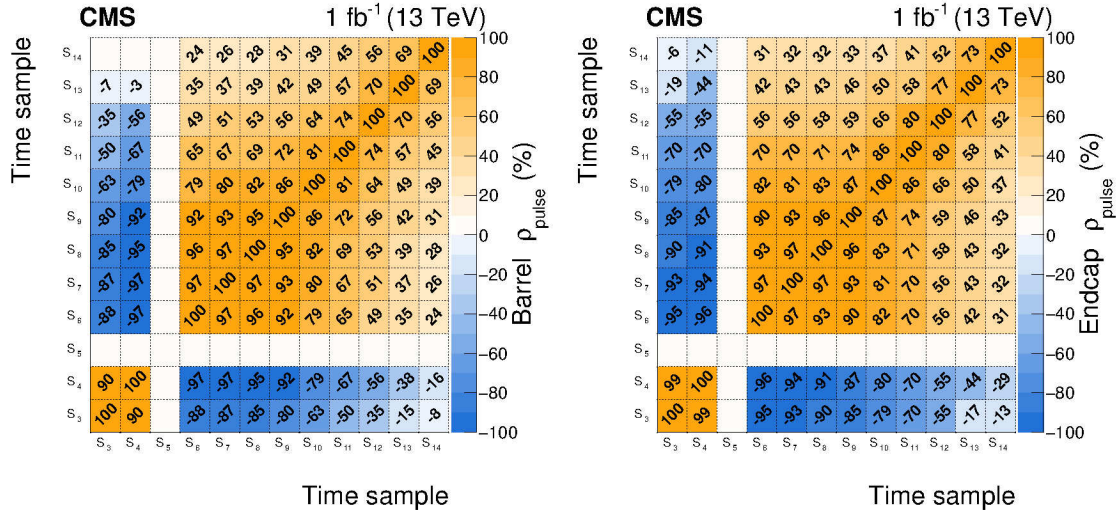 CMS 1 fb⁻¹ (13 TeV)
Time sample
S14 24 26 28 31 39 45 56 69 100
S13 -7 -3 35 37 39 42 49 57 70 100 69
S12 -35 -56 49 51 53 56 64 74 100 70 56
S11 -50 -67 65 67 69 72 81 100 74 57 45
S10 -63 -79 79 80 82 86 100 81 64 49 39
S9 -80 -92 92 93 95 100 86 72 56 42 31
S8 -85 -95 96 97 100 95 82 69 53 39 28
S7 -87 -97 97 100 97 93 80 67 51 37 26
S6 -88 -97 100 97 96 92 79 65 49 35 24
S5
S4 90 100 -97 -97 -95 -92 -79 -67 -56 -38 -16
S3 100 90 -88 -87 -85 -80 -63 -50 -35 -15 -8
S3 S4 S5 S6 S7 S8 S9 S10 S11 S12 S13 S14
Time sample
100
80
60
40
20
0
-20
-40
-60
-80
-100
Barrel ρpulse (%)
CMS 1 fb⁻¹ (13 TeV)
Time sample
S14 -6 -11 31 32 32 33 37 41 52 73 100
S13 -19 -44 42 43 43 46 50 58 77 100 73
S12 -55 -55 56 56 58 59 66 80 100 77 52
S11 -70 -70 70 70 71 74 86 100 80 58 41
S10 -79 -80 82 81 83 87 100 86 66 50 37
S9 -85 -87 90 93 96 100 87 74 59 46 33
S8 -90 -91 93 97 100 96 83 71 58 43 32
S7 -93 -94 97 100 97 93 81 70 56 43 32
S6 -95 -96 100 97 93 90 82 70 56 42 31
S5
S4 99 100 -96 -94 -91 -87 -80 -70 -55 -44 -29
S3 100 99 -95 -93 -90 -85 -79 -70 -55 -17 -13
S3 S4 S5 S6 S7 S8 S9 S10 S11 S12 S13 S14
Time sample
100
80
60
40
20
0
-20
-40
-60
-80
-100
Endcap ρpulse (%)